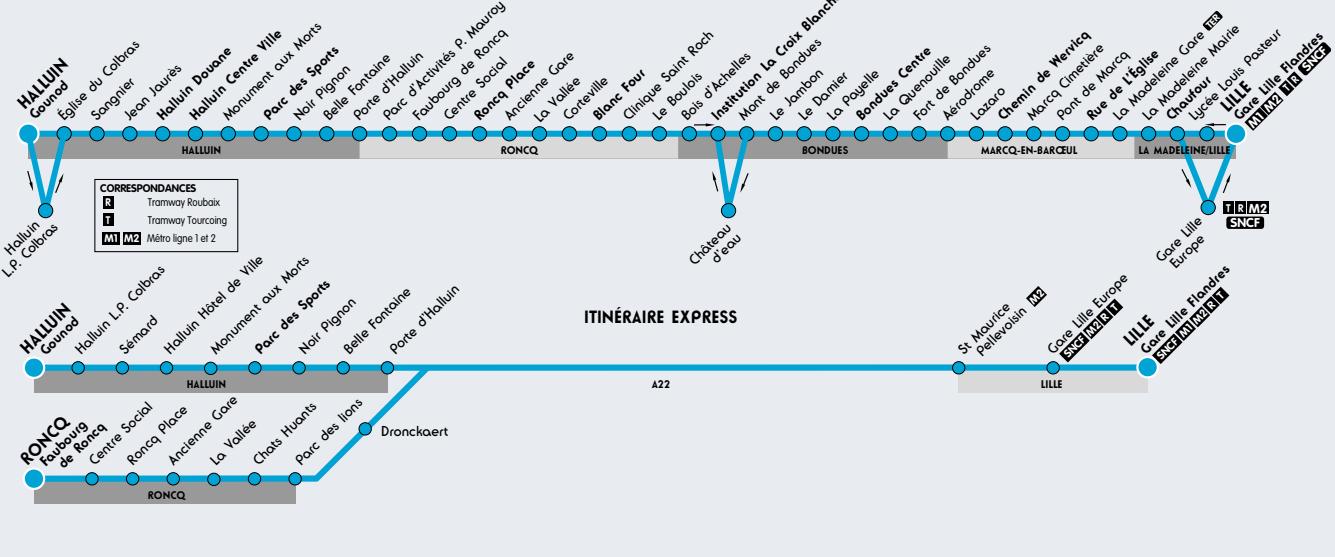 HALLUIN
Gounod
Église du Colbras
Sangnier
Jean Jaurès
Halluin Douane
Halluin Centre Ville
Monument aux Morts
Parc des Sports
Noir Pignon
Belle Fontaine
Porte d'Halluin
Parc d'Activités P. Mauroy
Faubourg de Roncq
Centre Social
Roncq Place
Ancienne Gare
La Vallée
Corteville
Blanc Four
Clinique Saint Roch
Le Boulois
Bois d'Achelles
Institution La Croix Blanche
Mont de Bondues
Le Jambon
Le Damier
La Payelle
Bondues Centre
La Quenouille
Fort de Bondues
Aérodrome
Lazaro
Chemin de Wervicq
Marcq Cimetière
Pont de Marcq
Rue de L'Église
La Madeleine Gare TER
La Madeleine Mairie
Chaufour
Lycée Louis Pasteur
LILLE
Gare Lille Flandres
M1 M2 T R SNCF
HALLUIN
RONCQ
BONDUES
MARCQ-EN-BARŒUL
LA MADELEINE/LILLE
Halluin
L.P. Colbras
CORRESPONDANCES
R Tramway Roubaix
T Tramway Tourcoing
M1 M2 Métro ligne 1 et 2
Château
d'eau
Gare Lille
Europe
T R M2
SNCF
ITINÉRAIRE EXPRESS
HALLUIN
Gounod
Halluin L.P. Colbras
Sémard
Halluin Hôtel de Ville
Monument aux Morts
Parc des Sports
Noir Pignon
Belle Fontaine
Porte d'Halluin
St Maurice
Pellevoisin M2
Gare Lille Europe
SNCF M2 R T
LILLE
Gare Lille Flandres
SNCF M1 M2 R T
HALLUIN
A22
LILLE
RONCQ
Faubourg
de Roncq
Centre Social
Roncq Place
Ancienne Gare
La Vallée
Chats Huants
Parc des lions
Dronckaert
RONCQ